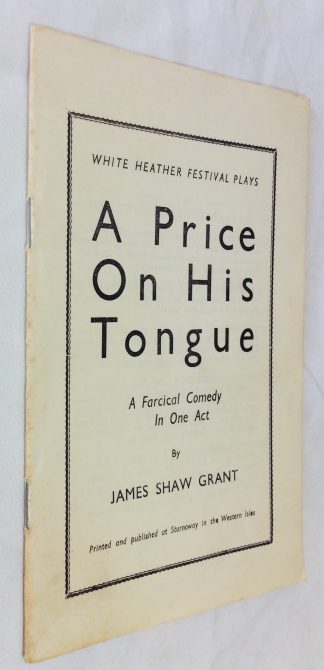 WHITE HEATHER FESTIVAL PLAYS
A Price
On His
Tongue
A Farcical Comedy
In One Act
By
JAMES SHAW GRANT
Printed and published at Stornoway in the Western Isles